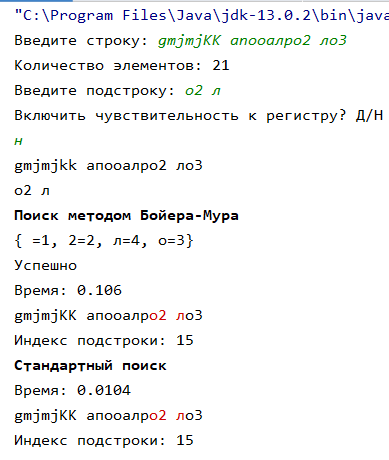 "C:\Program Files\Java\jdk-13.0.2\bin\java
Введите строку: gmjmjKK апооалро2 ло3
Количество элементов: 21
Введите подстроку: о2 л
Включить чувствительность к регистру? Д/Н
н
gmjmjkk апооалро2 ло3
о2 л
Поиск методом Бойера-Мура
{ =1, 2=2, л=4, о=3}
Успешно
Время: 0.106
gmjmjKK апооалро2 ло3
Индекс подстроки: 15
Стандартный поиск
Время: 0.0104
gmjmjKK апооалро2 ло3
Индекс подстроки: 15